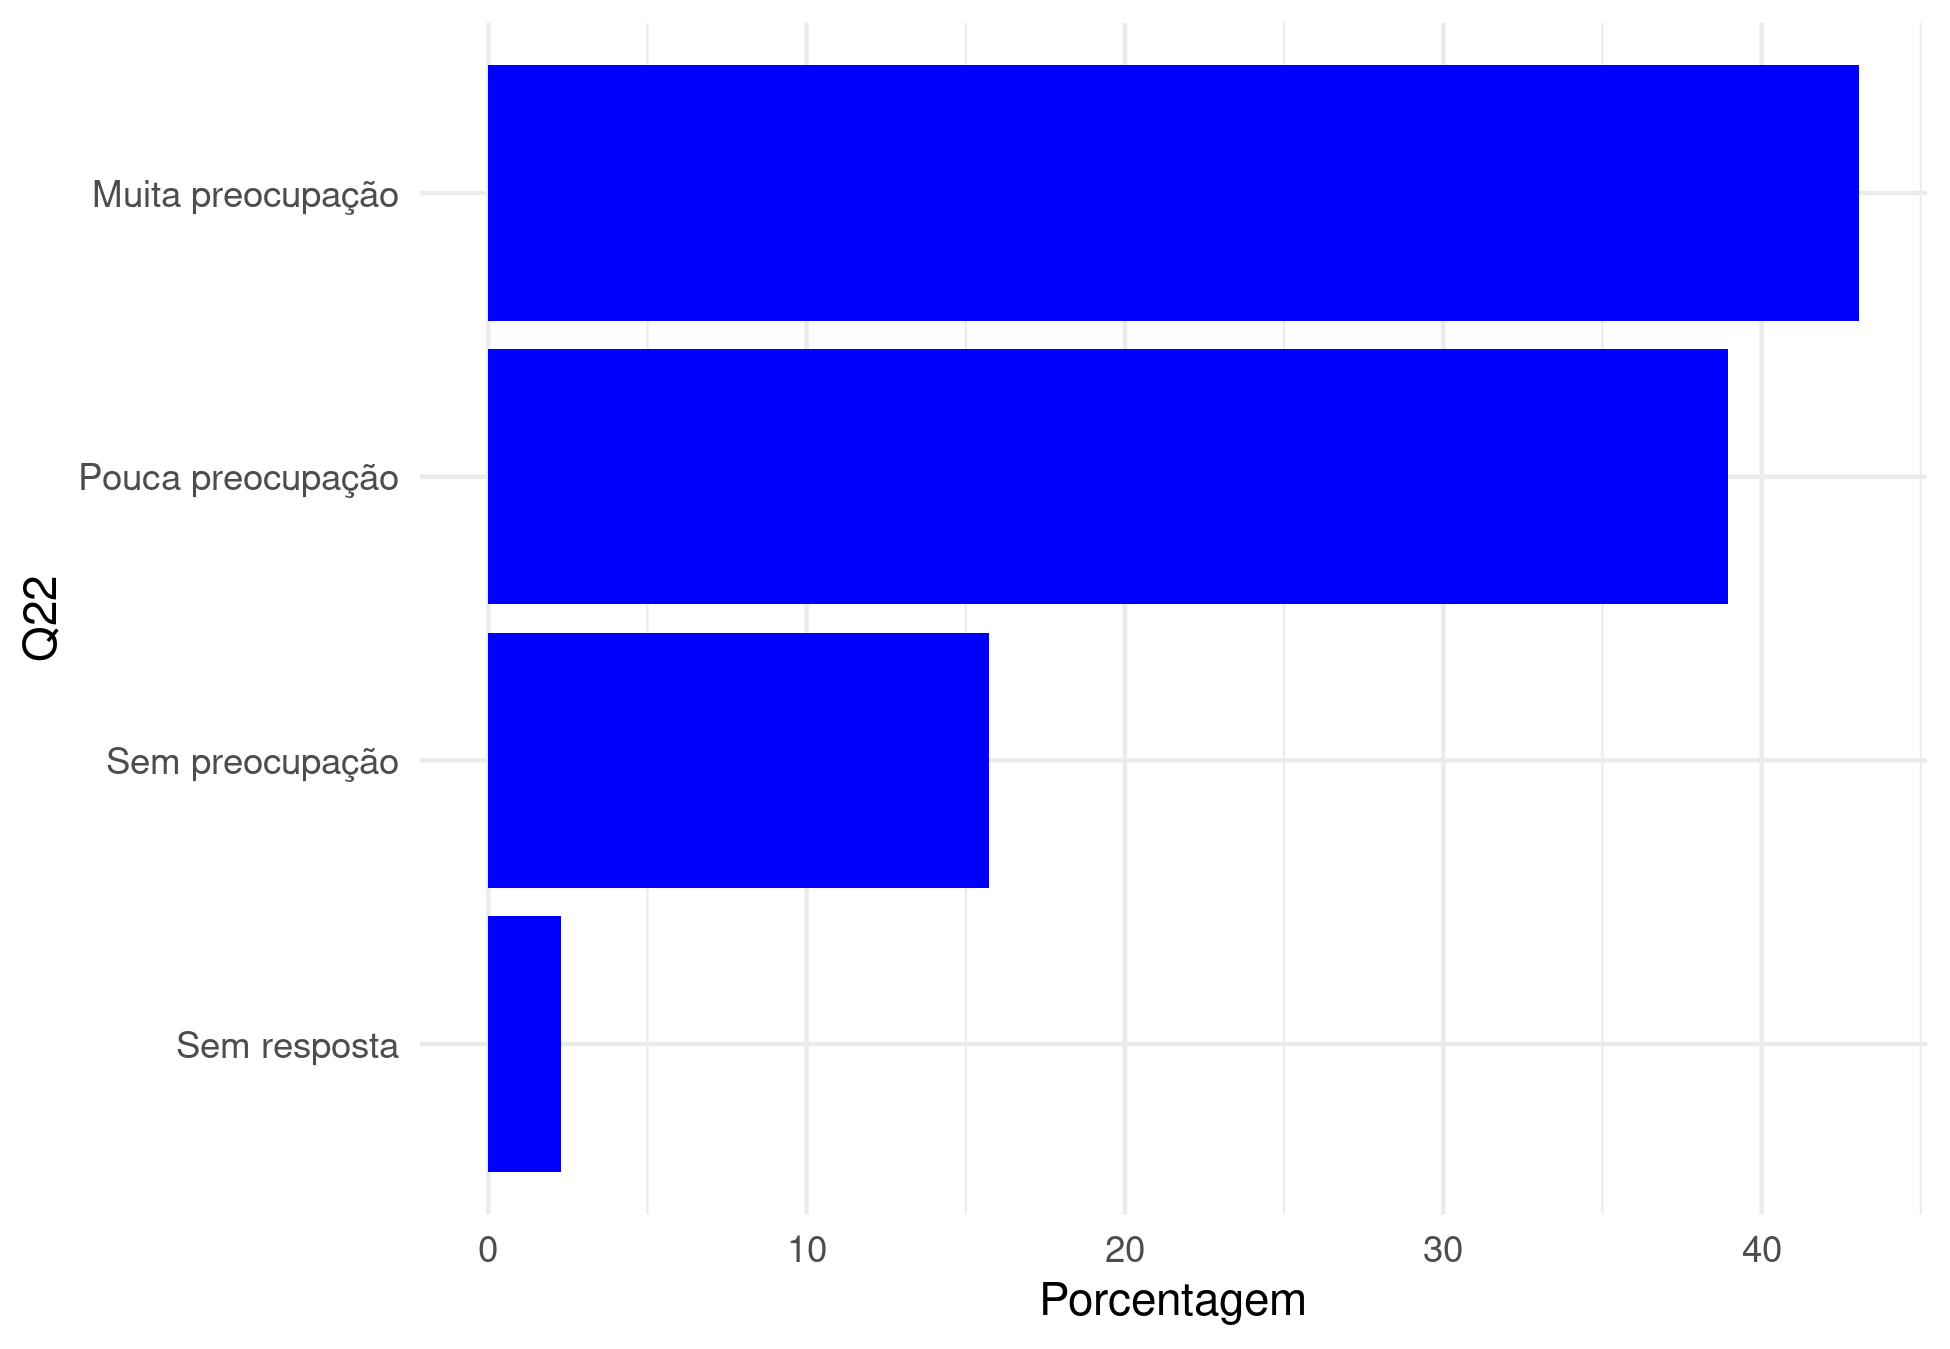 Muita preocupação
Pouca preocupação
Sem preocupação
Sem resposta
Q22
0 10 20 30 40
Porcentagem